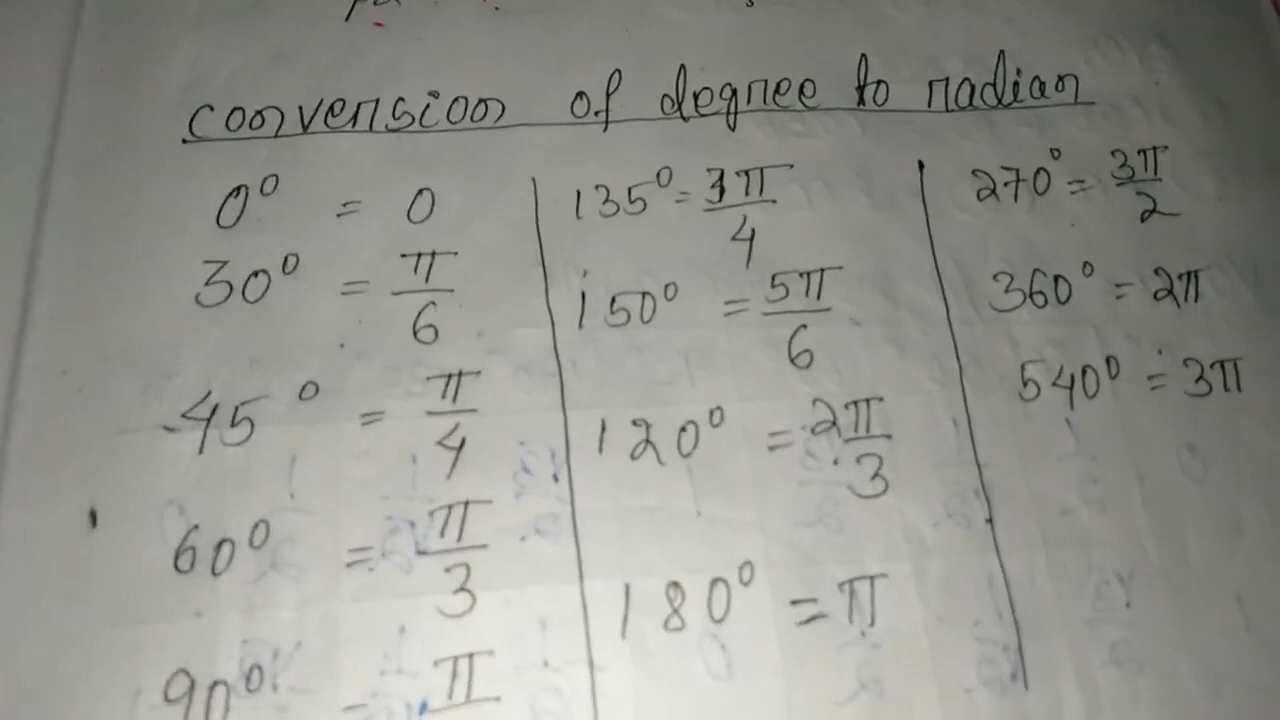 conversion of degree to radian
0° = 0
30° = π/6
45° = π/4
60° = π/3
90° = π
135° = 3π/4
150° = 5π/6
120° = 2π/3
180° = π
270° = 3π/2
360° = 2π
540° = 3π